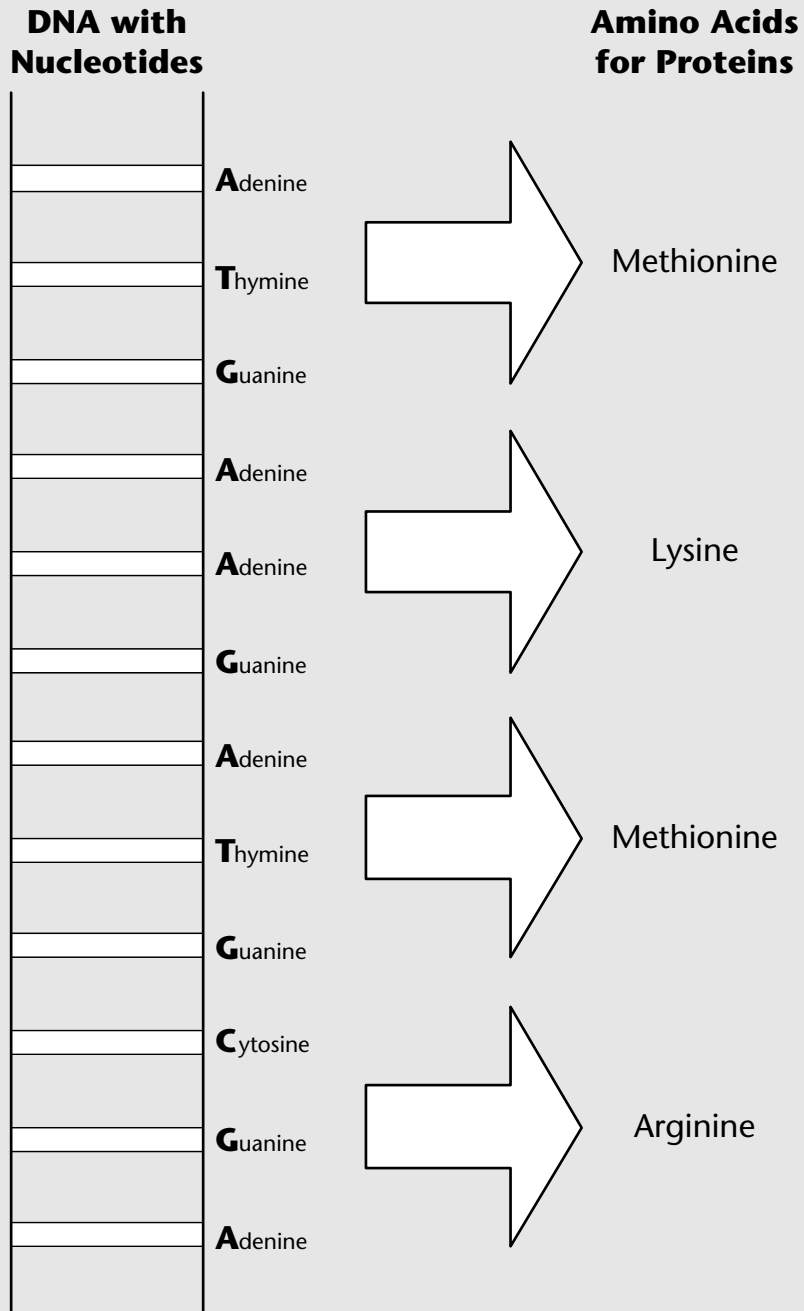 DNA with
Nucleotides
Amino Acids
for Proteins
Adenine
Thymine
Guanine
Methionine
Adenine
Adenine
Guanine
Lysine
Adenine
Thymine
Guanine
Methionine
Cytosine
Guanine
Adenine
Arginine